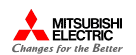 MITSUBISHI
ELECTRIC
Changes for the Better